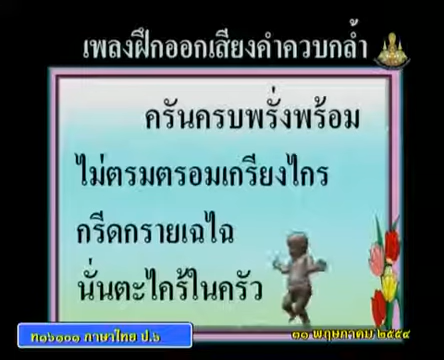 เพลงฝึกออกเสียงคำควบกล้ำ
ครันครบพรั่งพร้อม
ไม่ตรมตรอมเกรียงไกร
กรีดกรายเฉไฉ
นั่นตะไคร้ในครัว
ท๑๖๑๐๑ ภาษาไทย ป.๖
๓๑ พฤษภาคม ๒๕๕๔